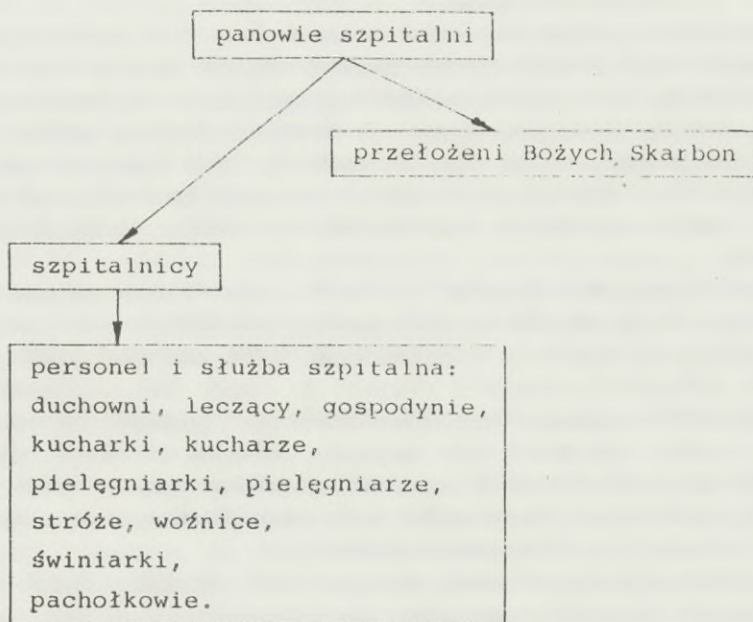 panowie szpitalni
przełożeni Bożych Skarbon
szpitalnicy
personel i służba szpitalna:
duchowni, leczący, gospodynie,
kucharki, kucharze,
pielęgniarki, pielęgniarze,
stróże, woźnice,
świniarki,
pachołkowie.